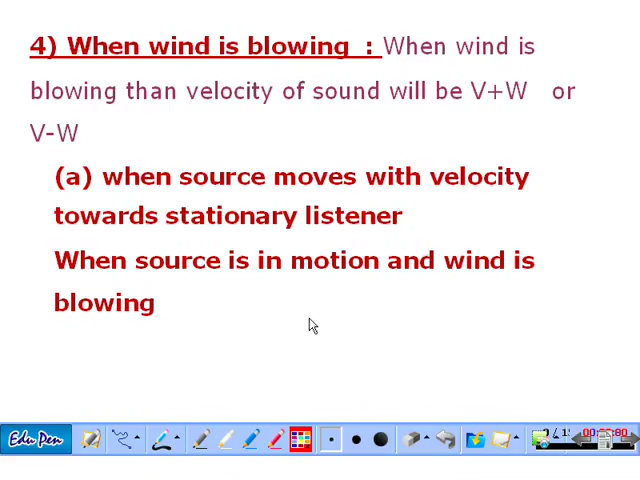 4) When wind is blowing : When wind is
blowing than velocity of sound will be V+W or
V-W
(a) when source moves with velocity
towards stationary listener
When source is in motion and wind is
blowing
Edu Pen